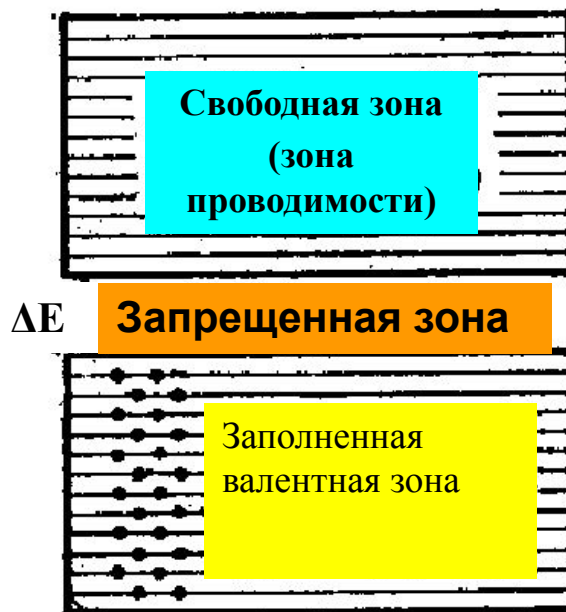 Свободная зона
(зона
проводимости)
ΔE Запрещенная зона
Заполненная
валентная зона